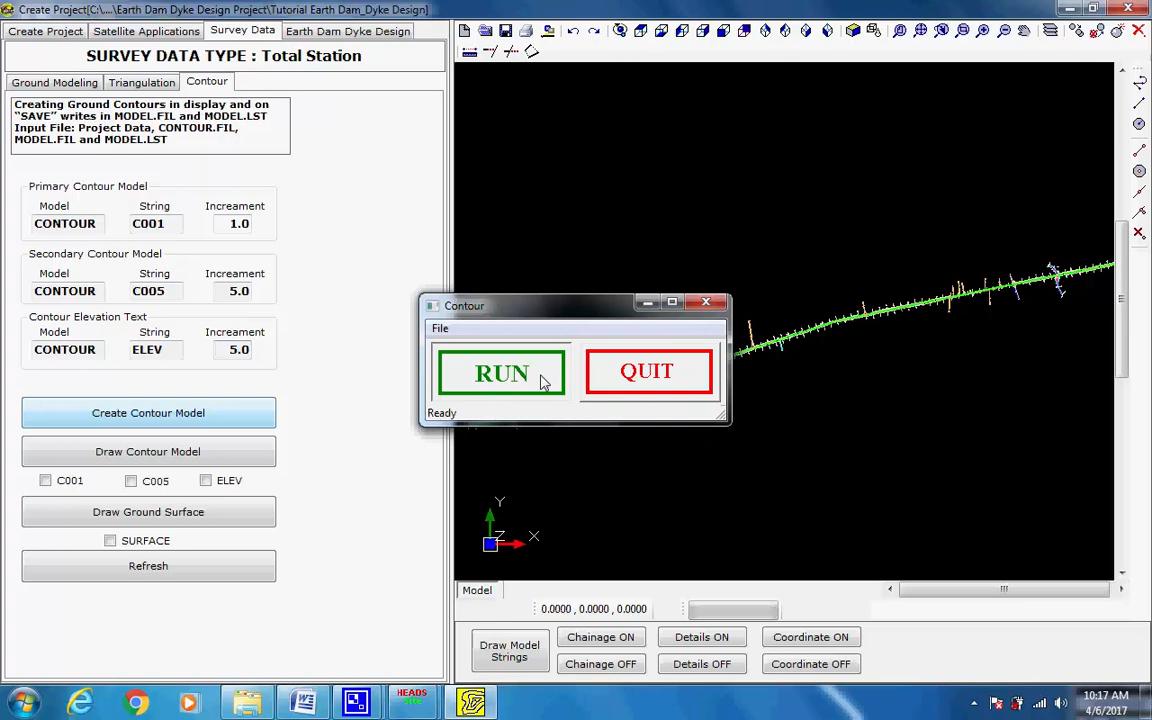 Create Project[C:\...\Earth Dam Dyke Design Project\Tutorial Earth Dam_Dyke Design]
Create Project
Satellite Applications
Survey Data
Earth Dam Dyke Design
SURVEY DATA TYPE : Total Station
Ground Modeling
Triangulation
Contour
Creating Ground Contours in display and on
"SAVE" writes in MODEL.FIL and MODEL.LST
Input File: Project Data, CONTOUR.FIL,
MODEL.FIL and MODEL.LST
Primary Contour Model
Model String Increament
CONTOUR C001 1.0
Secondary Contour Model
Model String Increament
CONTOUR C005 5.0
Contour Elevation Text
Model String Increament
CONTOUR ELEV 5.0
Create Contour Model
Draw Contour Model
C001 C005 ELEV
Draw Ground Surface
SURFACE
Refresh
Contour
File
RUN QUIT
Ready
Y
Z
X
Model
0.0000 , 0.0000 , 0.0000
Draw Model
Strings
Chainage ON
Details ON
Coordinate ON
Chainage OFF
Details OFF
Coordinate OFF
HEADS
10:17 AM
4/6/2017